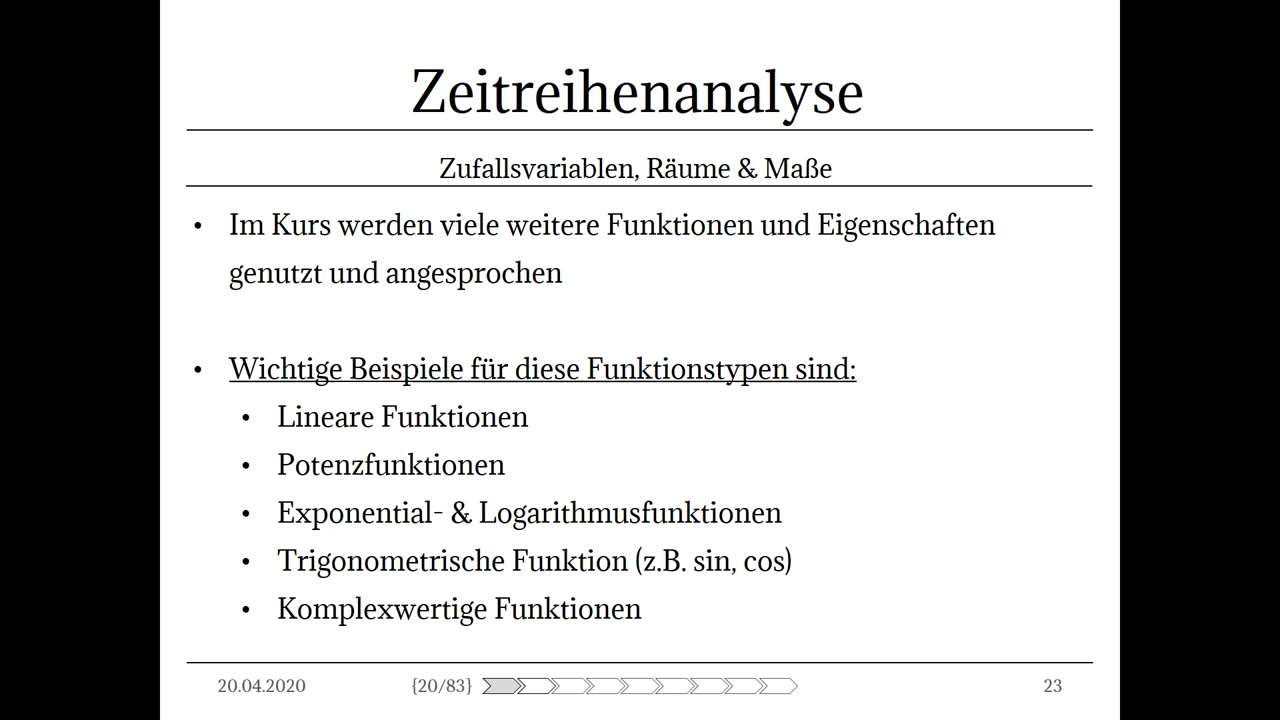 Zeitreihenanalyse
Zufallsvariablen, Räume & Maße
• Im Kurs werden viele weitere Funktionen und Eigenschaften
genutzt und angesprochen
• Wichtige Beispiele für diese Funktionstypen sind:
• Lineare Funktionen
• Potenzfunktionen
• Exponential- & Logarithmusfunktionen
• Trigonometrische Funktion (z.B. sin, cos)
• Komplexwertige Funktionen
20.04.2020 {20/83} 23